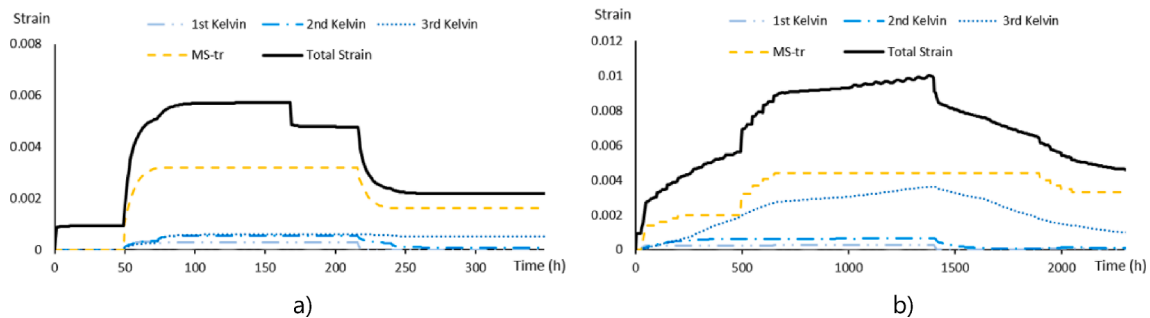 Strain
1st Kelvin 2nd Kelvin 3rd Kelvin
MS-tr Total Strain
0.008
0.006
0.004
0.002
0
0 50 100 150 200 250 300 Time (h)
a)
Strain
1st Kelvin 2nd Kelvin 3rd Kelvin
MS-tr Total Strain
0.012
0.01
0.008
0.006
0.004
0.002
0
0 500 1000 1500 2000 Time (h)
b)